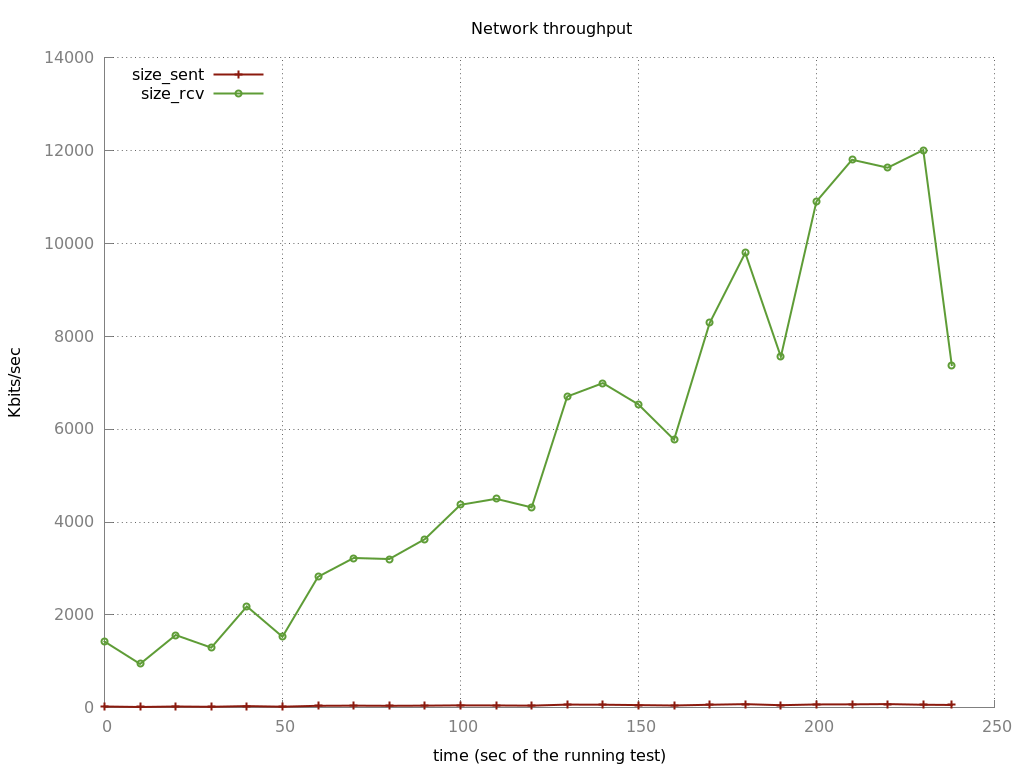 Network throughput
14000
12000
10000
8000
6000
4000
2000
0
size_sent
size_rcv
Kbits/sec
0 50 100 150 200 250
time (sec of the running test)